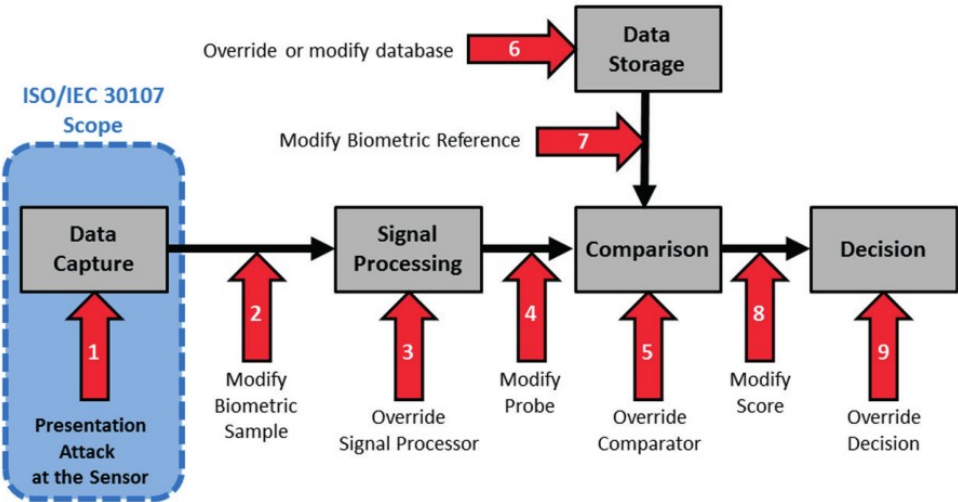 Override or modify database
6
Data
Storage
ISO/IEC 30107
Scope
Modify Biometric Reference
7
Data
Capture
Signal
Processing
Comparison
Decision
1
2
3
4
5
8
9
Presentation
Attack
at the Sensor
Modify
Biometric
Sample
Override
Signal Processor
Modify
Probe
Override
Comparator
Modify
Score
Override
Decision